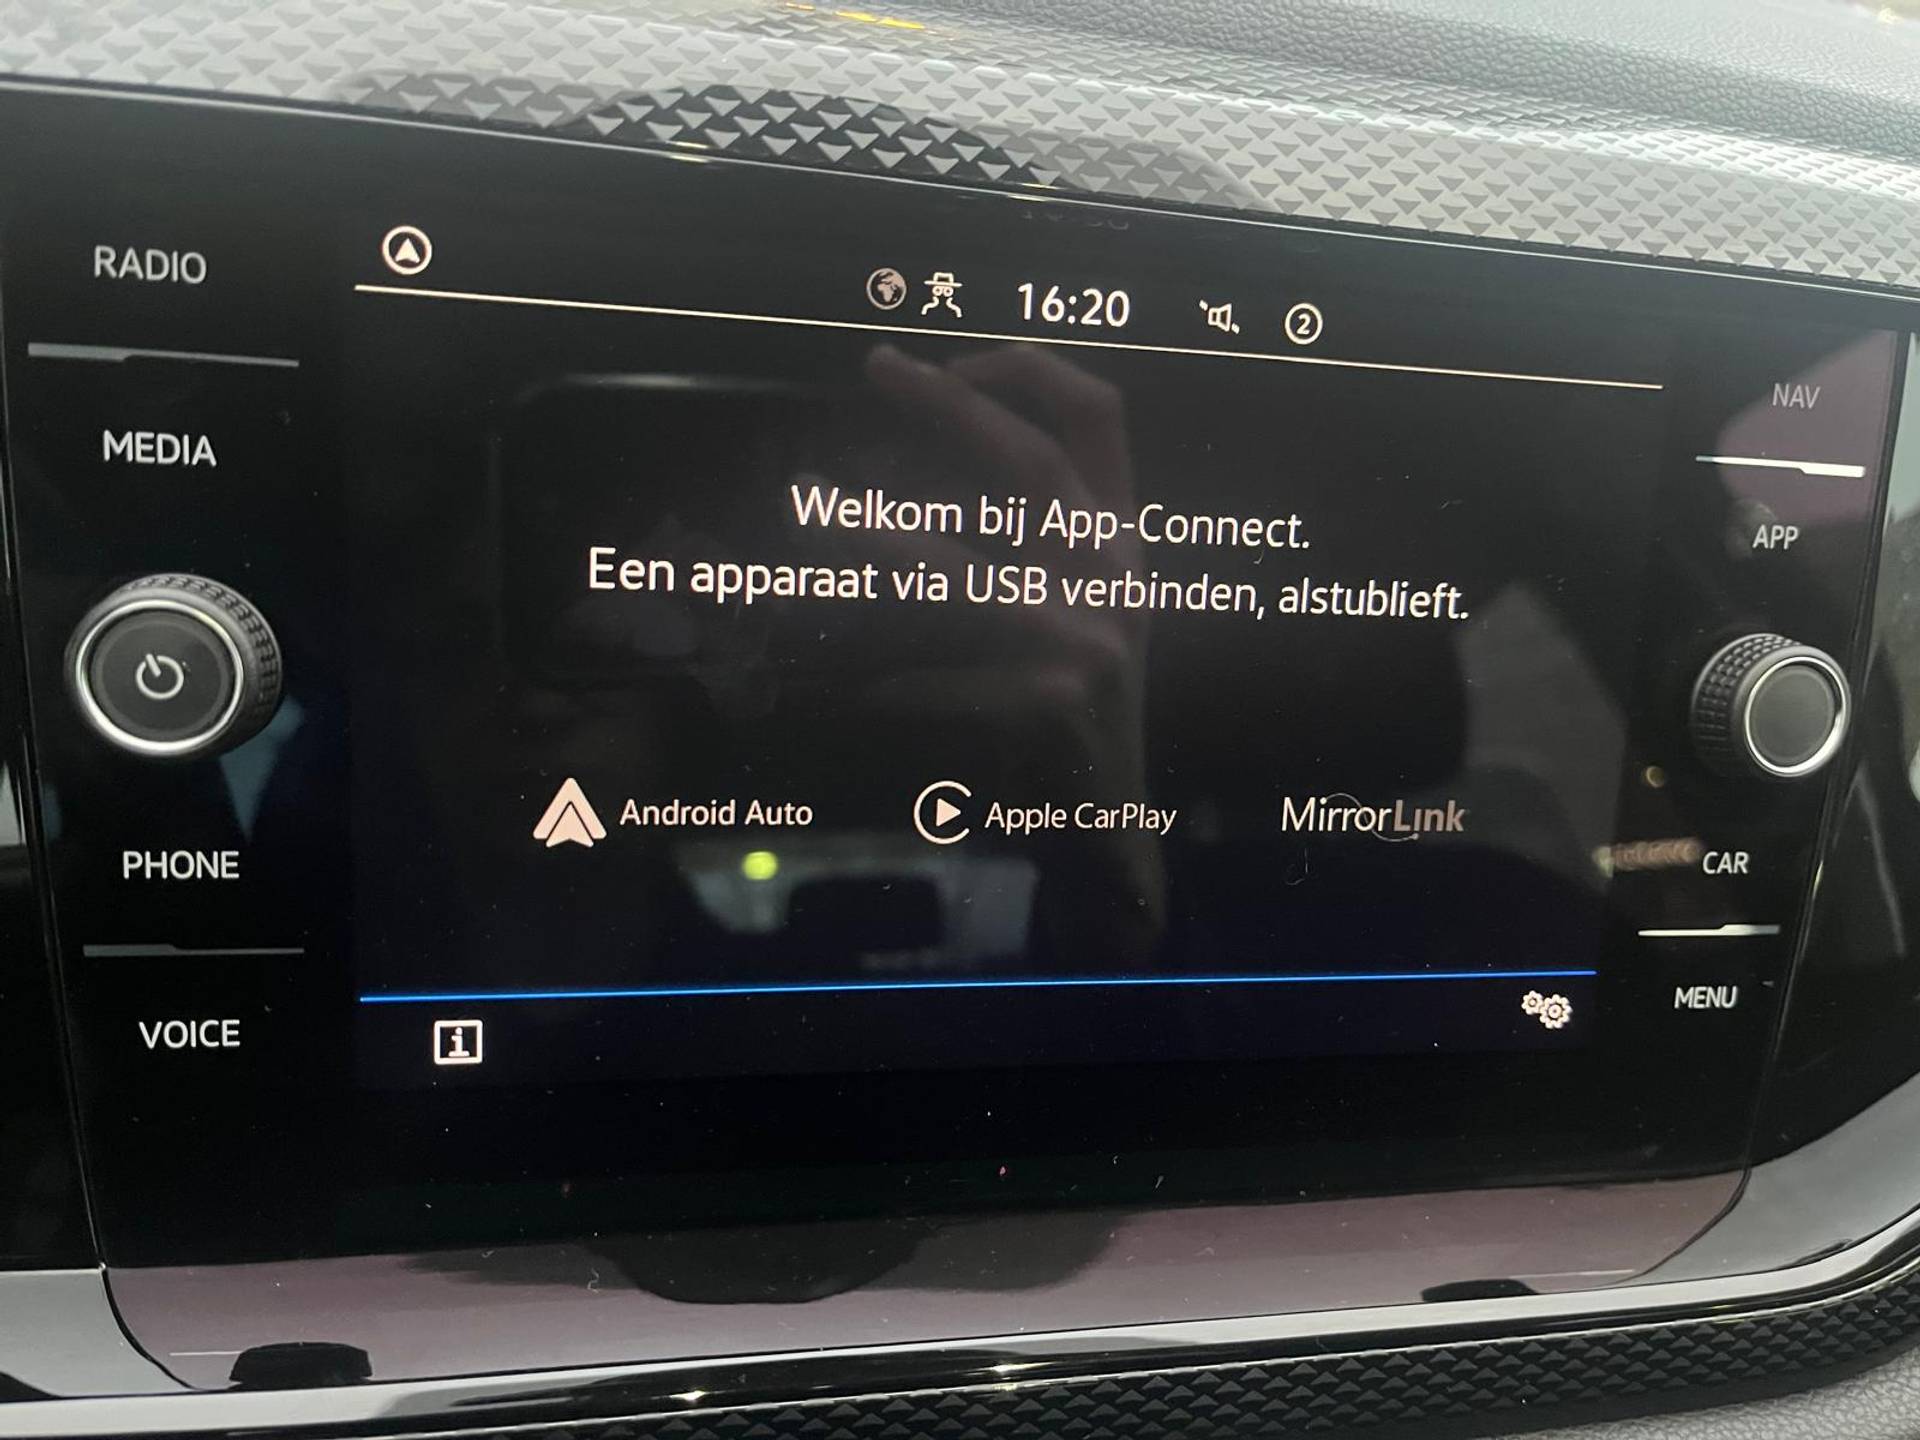 RADIO
MEDIA
PHONE
VOICE
16:20
2
Welkom bij App-Connect.
Een apparaat via USB verbinden, alstublieft.
Android Auto
Apple CarPlay
MirrorLink
i
NAV
APP
CAR
MENU